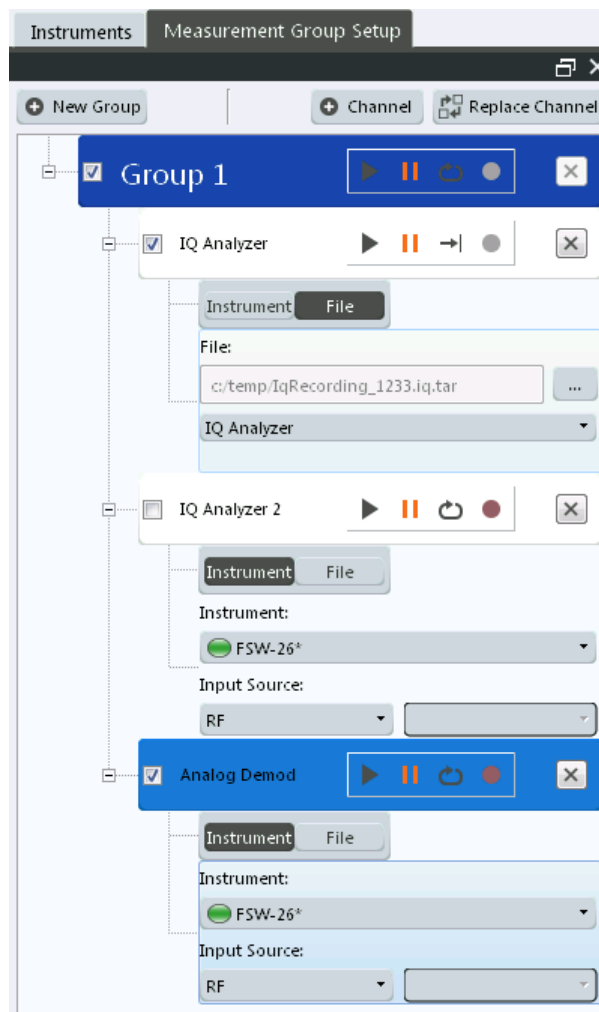 Instruments Measurement Group Setup
New Group Channel Replace Channel
Group 1
IQ Analyzer
Instrument File
File:
c:/temp/IqRecording_1233.iq.tar ...
IQ Analyzer
IQ Analyzer 2
Instrument File
Instrument:
FSW-26*
Input Source:
RF
Analog Demod
Instrument File
Instrument:
FSW-26*
Input Source:
RF